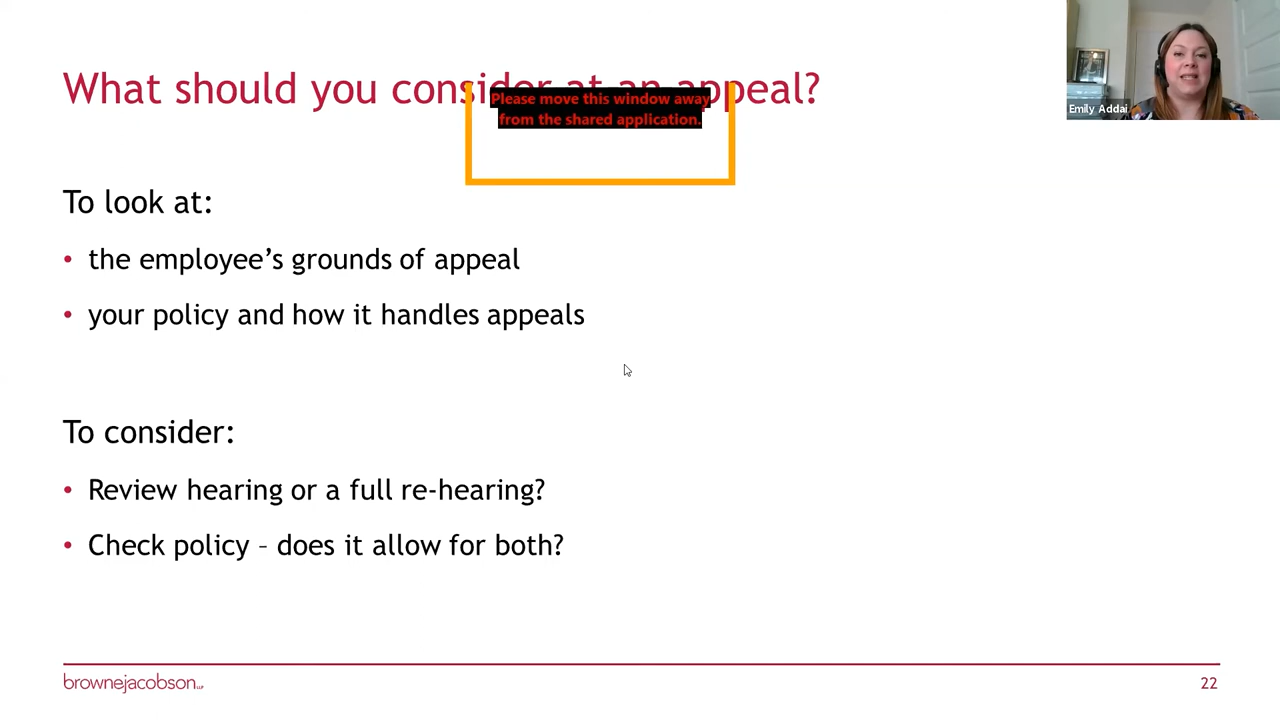 What should you consider at an appeal?
Please move this window away
from the shared application.
Emily Addai
To look at:
• the employee’s grounds of appeal
• your policy and how it handles appeals
To consider:
• Review hearing or a full re-hearing?
• Check policy – does it allow for both?
brownejacobson LLP
22